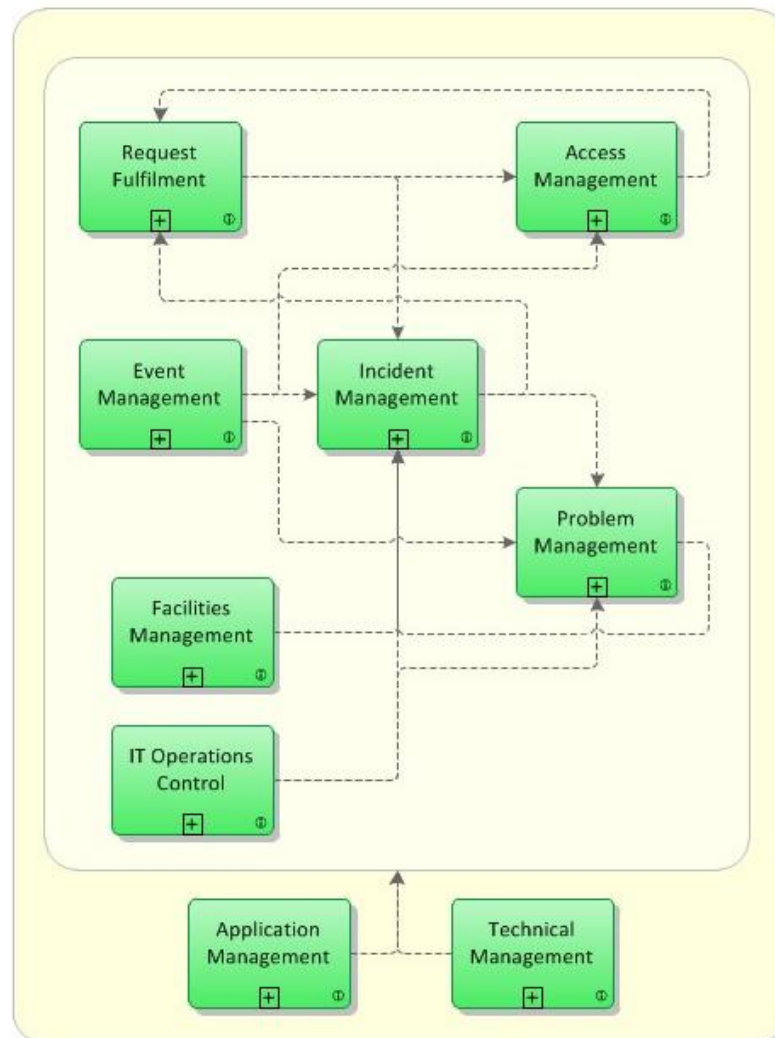 Request
Fulfilment
Access
Management
Event
Management
Incident
Management
Problem
Management
Facilities
Management
IT Operations
Control
Application
Management
Technical
Management